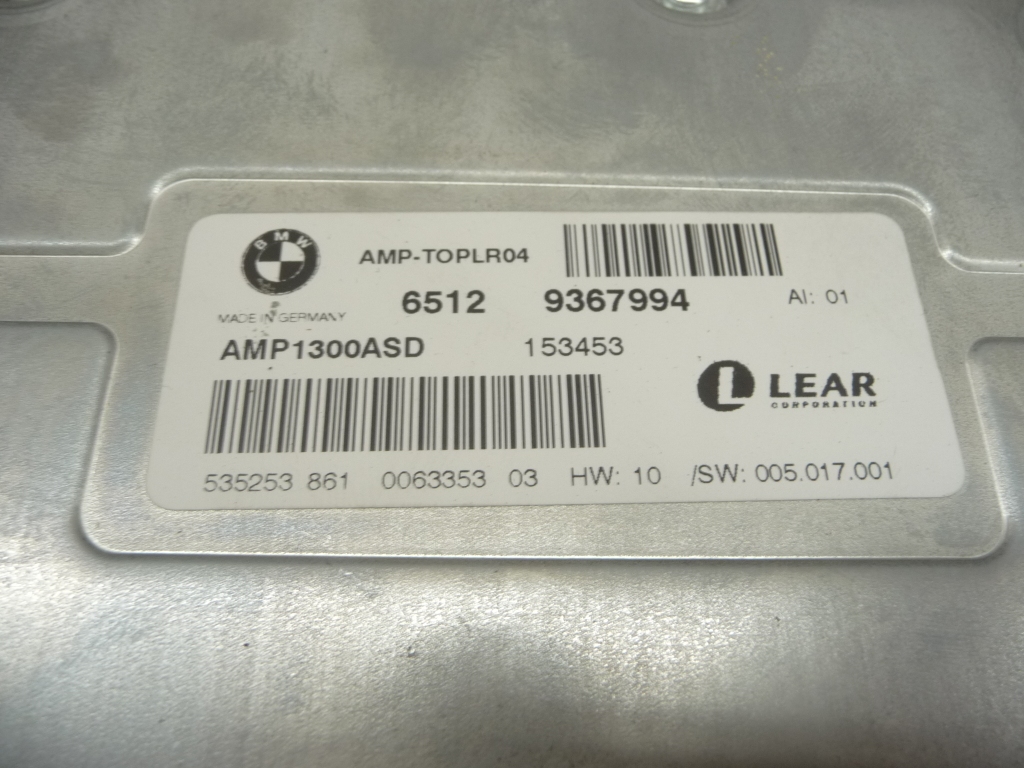 BMW
AMP-TOPLR04
6512 9367994
AI: 01
MADE IN GERMANY
AMP1300ASD 153453
LEAR
CORPORATION
535253 861 0063353 03 HW: 10 /SW: 005.017.001